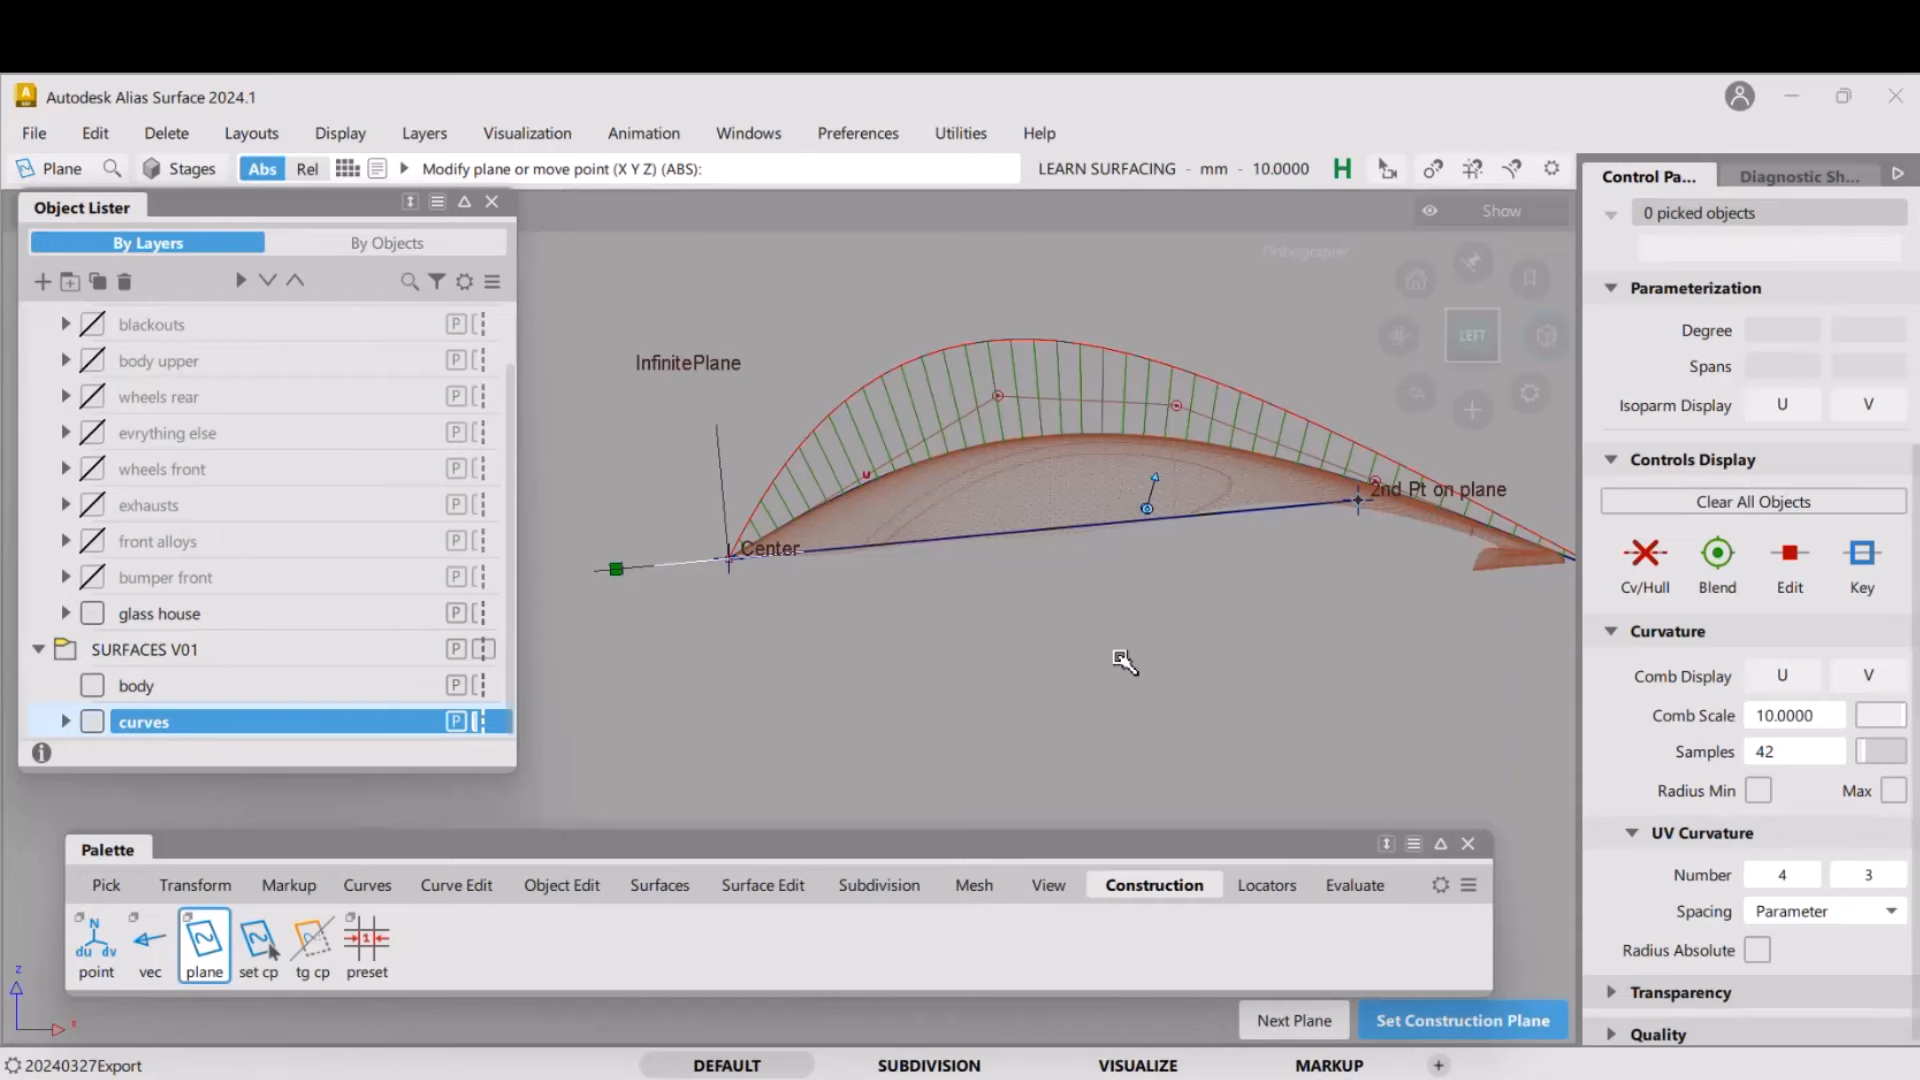 Autodesk Alias Surface 2024.1
File Edit Delete Layouts Display Layers Visualization Animation Windows Preferences Utilities Help
Plane Stages Abs Rel Modify plane or move point (X Y Z) (ABS): LEARN SURFACING - mm - 10.0000 H
Control Pa... Diagnostic Sh...
Object Lister
Show
0 picked objects
By Layers By Objects
blackouts P
body upper P
wheels rear P
evrything else P
wheels front P
exhausts P
front alloys P
bumper front P
glass house P
SURFACES V01 P
body P
curves P
Orthographic
LEFT
InfinitePlane
U
2nd Pt on plane
Center
Parameterization
Degree
Spans
Isoparm Display U V
Controls Display
Clear All Objects
Cv/Hull Blend Edit Key
Curvature
Comb Display U V
Comb Scale 10.0000
Samples 42
Radius Min Max
UV Curvature
Number 4 3
Spacing Parameter
Radius Absolute
Transparency
Quality
Palette
Pick Transform Markup Curves Curve Edit Object Edit Surfaces Surface Edit Subdivision Mesh View Construction Locators Evaluate
N
du dv
1
point vec plane set cp tg cp preset
z
x
Next Plane Set Construction Plane
20240327Export DEFAULT SUBDIVISION VISUALIZE MARKUP +